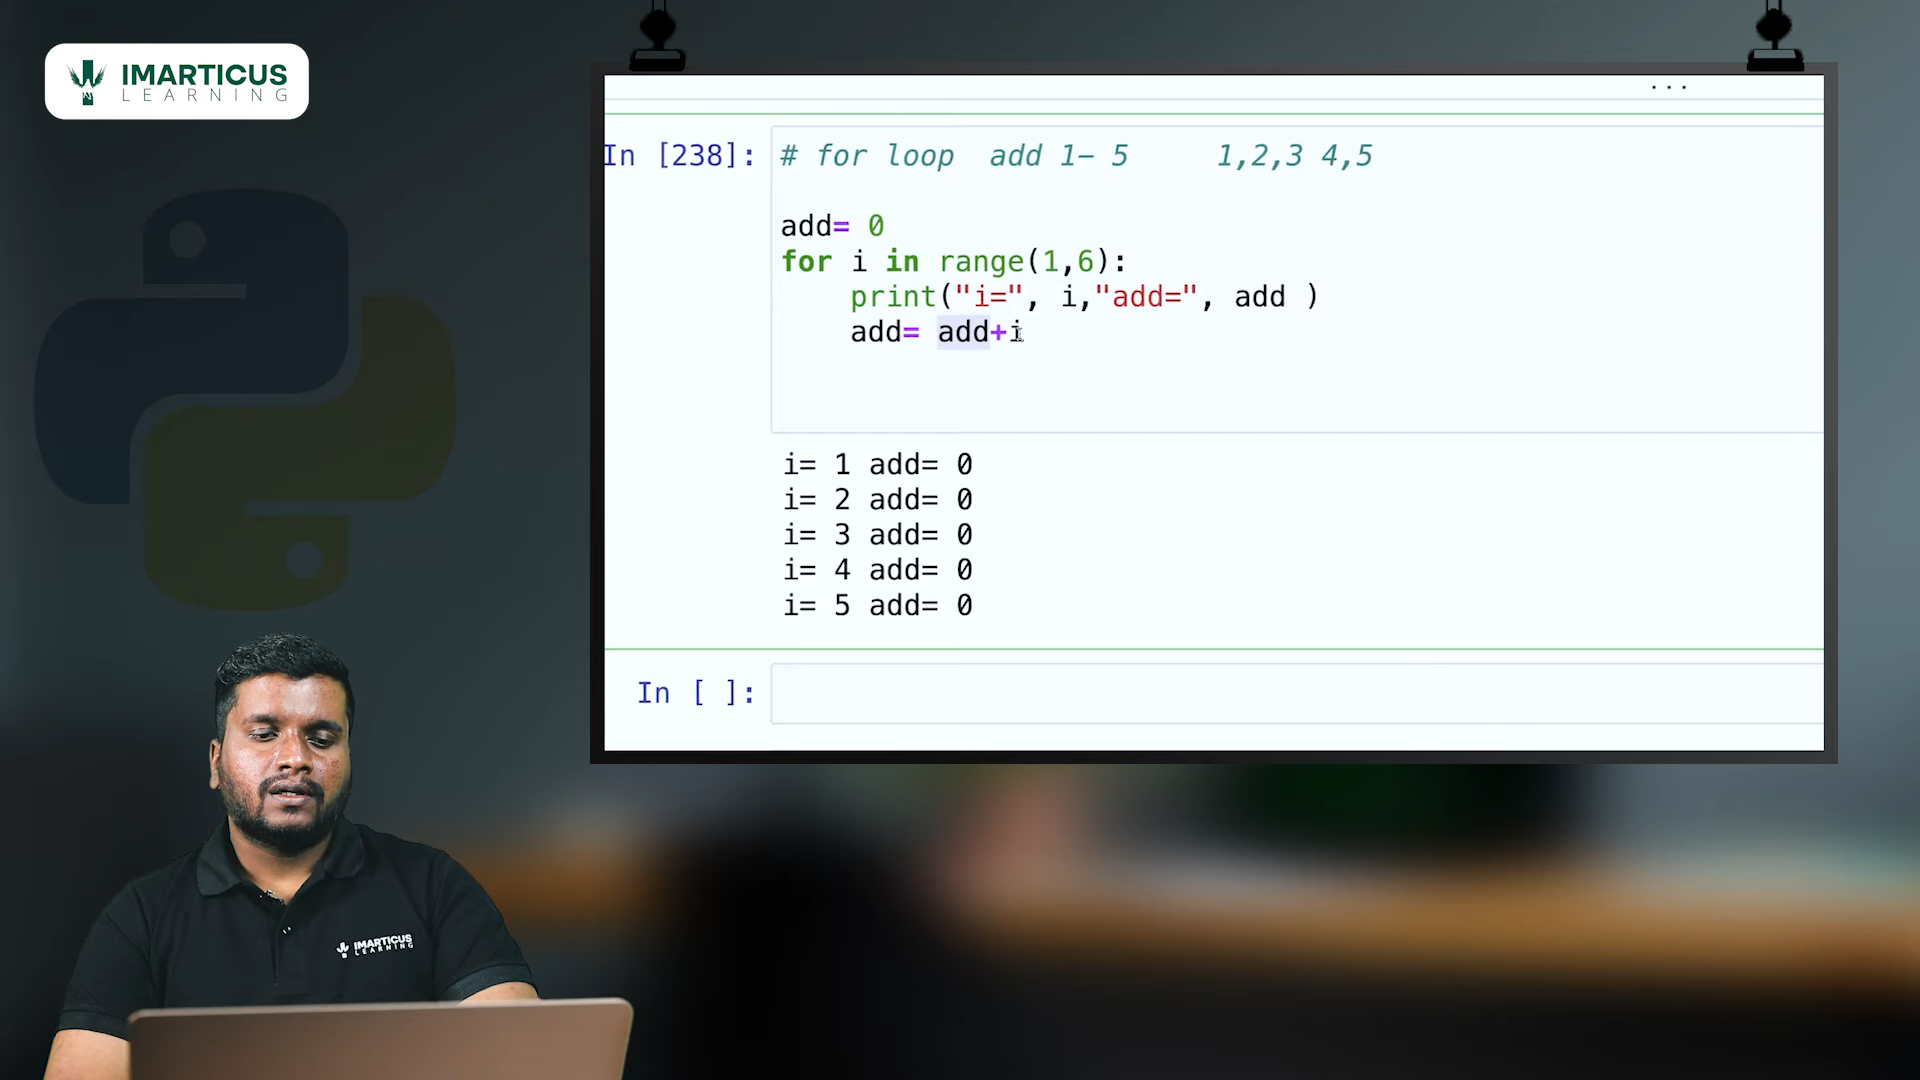 IMARTICUS
LEARNING
...
In [238]: # for loop  add 1- 5     1,2,3 4,5
add= 0
for i in range(1,6):
    print("i=", i,"add=", add )
    add= add+i
i= 1 add= 0
i= 2 add= 0
i= 3 add= 0
i= 4 add= 0
i= 5 add= 0
In [ ]:
IMARTICUS
LEARNING